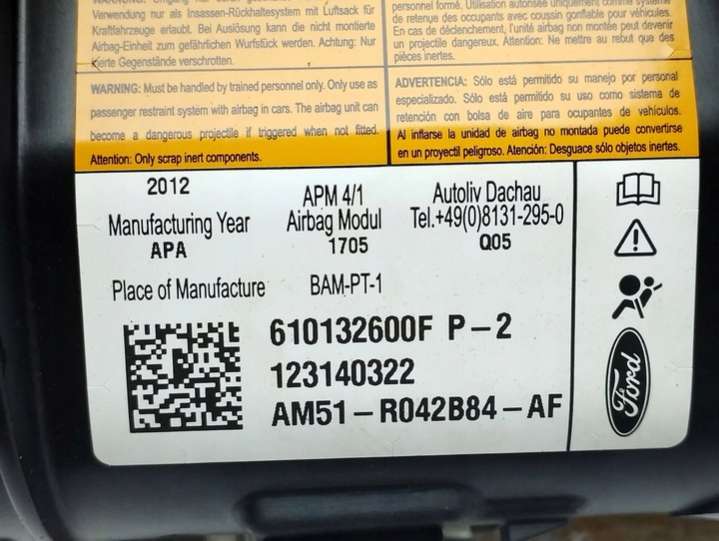 Verwendung nur als Insassen-Rückhaltesystem mit Luftsack für
Kraftfahrzeuge erlaubt. Bei Auslösung kann die nicht montierte
Airbag-Einheit zum gefährlichen Wurfstück werden. Achtung: Nur
Gegenstände verschrotten.
personnel formé. Utilisation autorisée uniquement comme système
de retenue des occupants avec coussin gonflable pour véhicules.
En cas de déclenchement, l'unité airbag non montée peut devenir
un projectile dangereux. Attention: Ne mettre au rebut que des
pièces inertes.
WARNING: Must be handled by trained personnel only. Only use as
passenger restraint system with airbag in cars. The airbag unit can
become a dangerous projectile if triggered when not fitted.
Attention: Only scrap inert components.
ADVERTENCIA: Sólo está permitido su manejo por personal
especializado. Sólo está permitido su uso como sistema de
retención con bolsa de aire para ocupantes de vehículos.
Al inflarse la unidad de airbag no montada puede convertirse
en un proyectil peligroso. Atención: Desguace sólo objetos inertes.
2012
Manufacturing Year
APA
Place of Manufacture
APM 4/1
Airbag Modul
1705
BAM-PT-1
Autoliv Dachau
Tel.+49(0)8131-295-0
Q05
610132600F P-2
123140322
AM51-R042B84-AF
Ford